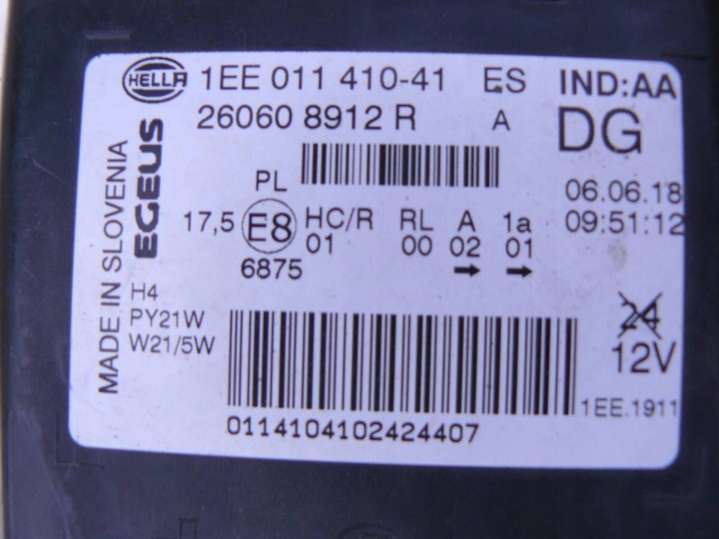 HELLA 1EE 011 410-41 ES IND:AA
260608912R A DG
MADE IN SLOVENIA
EGEUS
06.06.18
09:51:12
PL
17,5 E8 HC/R RL A 1a
01 00 02 01
6875 → →
H4
PY21W
W21/5W
24
12V
1EE.1911
0114104102424407